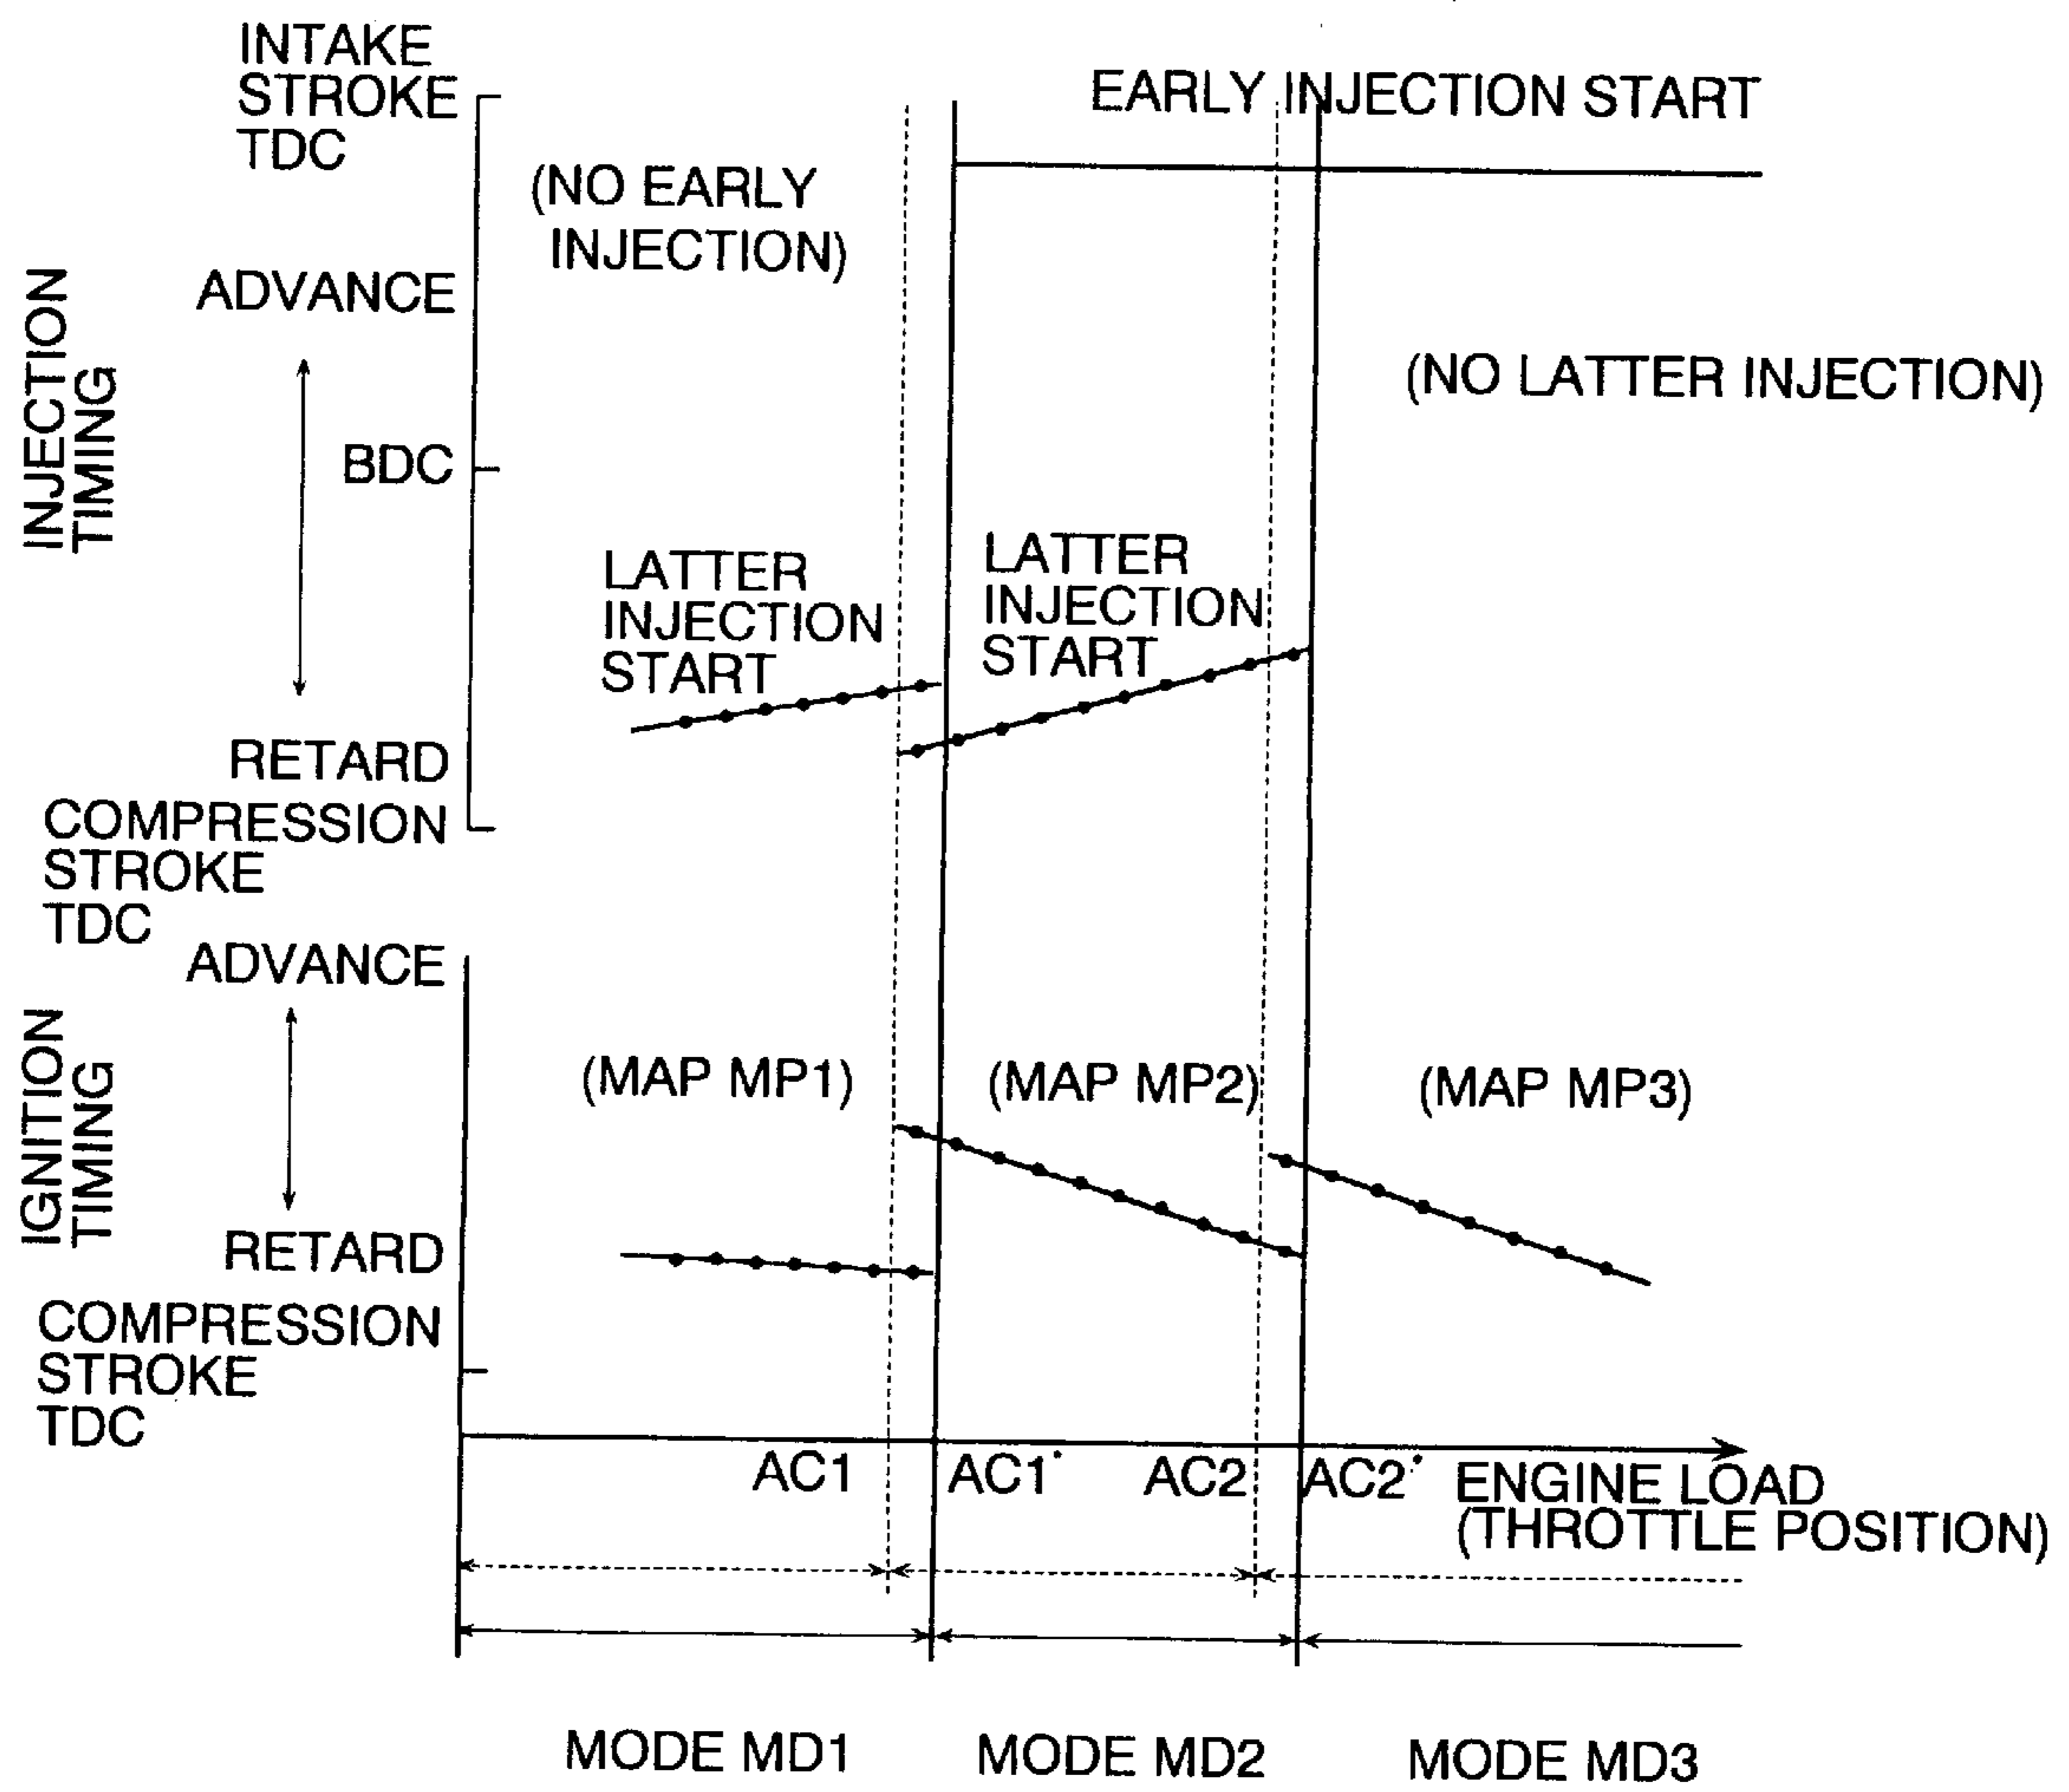 INTAKE
STROKE
TDC
EARLY INJECTION START
(NO EARLY
INJECTION)
ADVANCE
INJECTION
TIMING
(NO LATTER INJECTION)
BDC
LATTER
INJECTION
START
LATTER
INJECTION
START
RETARD
COMPRESSION
STROKE
TDC
ADVANCE
IGNITION
TIMING
(MAP MP1)
(MAP MP2)
(MAP MP3)
RETARD
COMPRESSION
STROKE
TDC
AC1
AC1'
AC2
AC2'
ENGINE LOAD
(THROTTLE POSITION)
MODE MD1
MODE MD2
MODE MD3